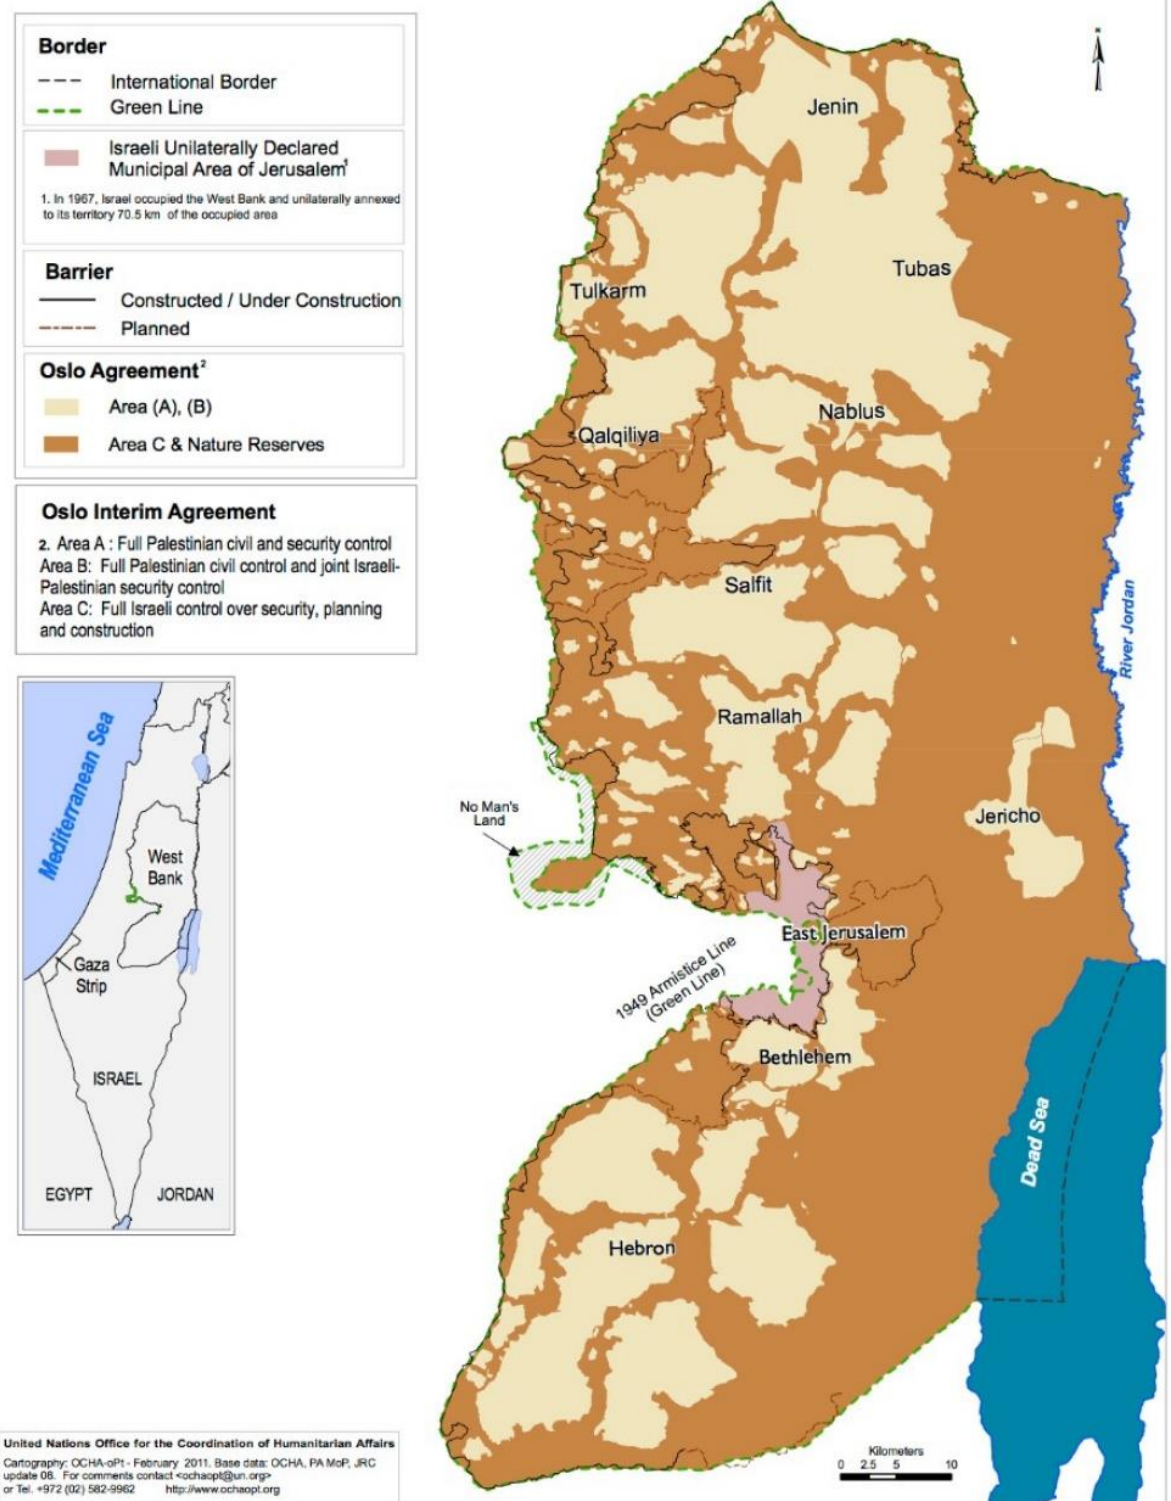 Border
International Border
Green Line
Israeli Unilaterally Declared
Municipal Area of Jerusalem1
1. In 1967, Israel occupied the West Bank and unilaterally annexed
to its territory 70.5 km of the occupied area
Barrier
Constructed / Under Construction
Planned
Oslo Agreement2
Area (A), (B)
Area C & Nature Reserves
Oslo Interim Agreement
2. Area A : Full Palestinian civil and security control
Area B: Full Palestinian civil control and joint Israeli-
Palestinian security control
Area C: Full Israeli control over security, planning
and construction
Mediterranean Sea
West
Bank
Gaza
Strip
ISRAEL
EGYPT
JORDAN
Jenin
Tubas
Tulkarm
Nablus
Qalqiliya
Salfit
River Jordan
Ramallah
No Man's
Land
Jericho
East Jerusalem
1949 Armistice Line
(Green Line)
Bethlehem
Dead Sea
Hebron
Kilometers
0 2.5 5 10
United Nations Office for the Coordination of Humanitarian Affairs
Cartography: OCHA-oPt - February 2011. Base data: OCHA, PA MoP, JRC
update 08. For comments contact <ochaopt@un.org>
or Tel. +972 (02) 582-9962 http://www.ochaopt.org